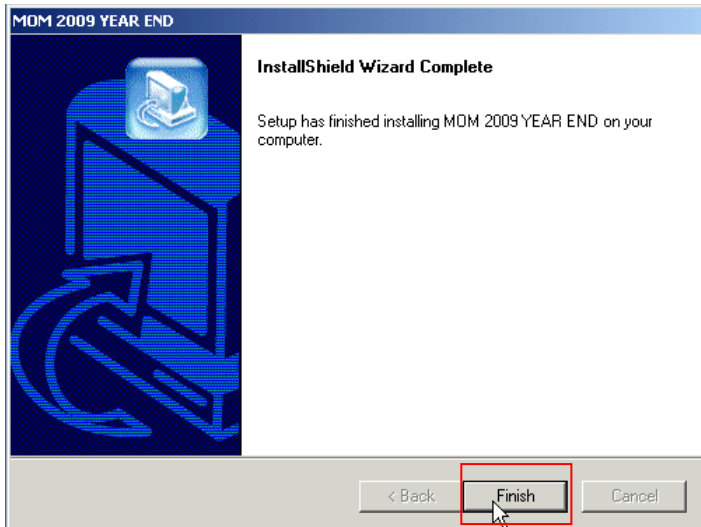 MOM 2009 YEAR END
InstallShield Wizard Complete
Setup has finished installing MOM 2009 YEAR END on your
computer.
< Back
Finish
Cancel